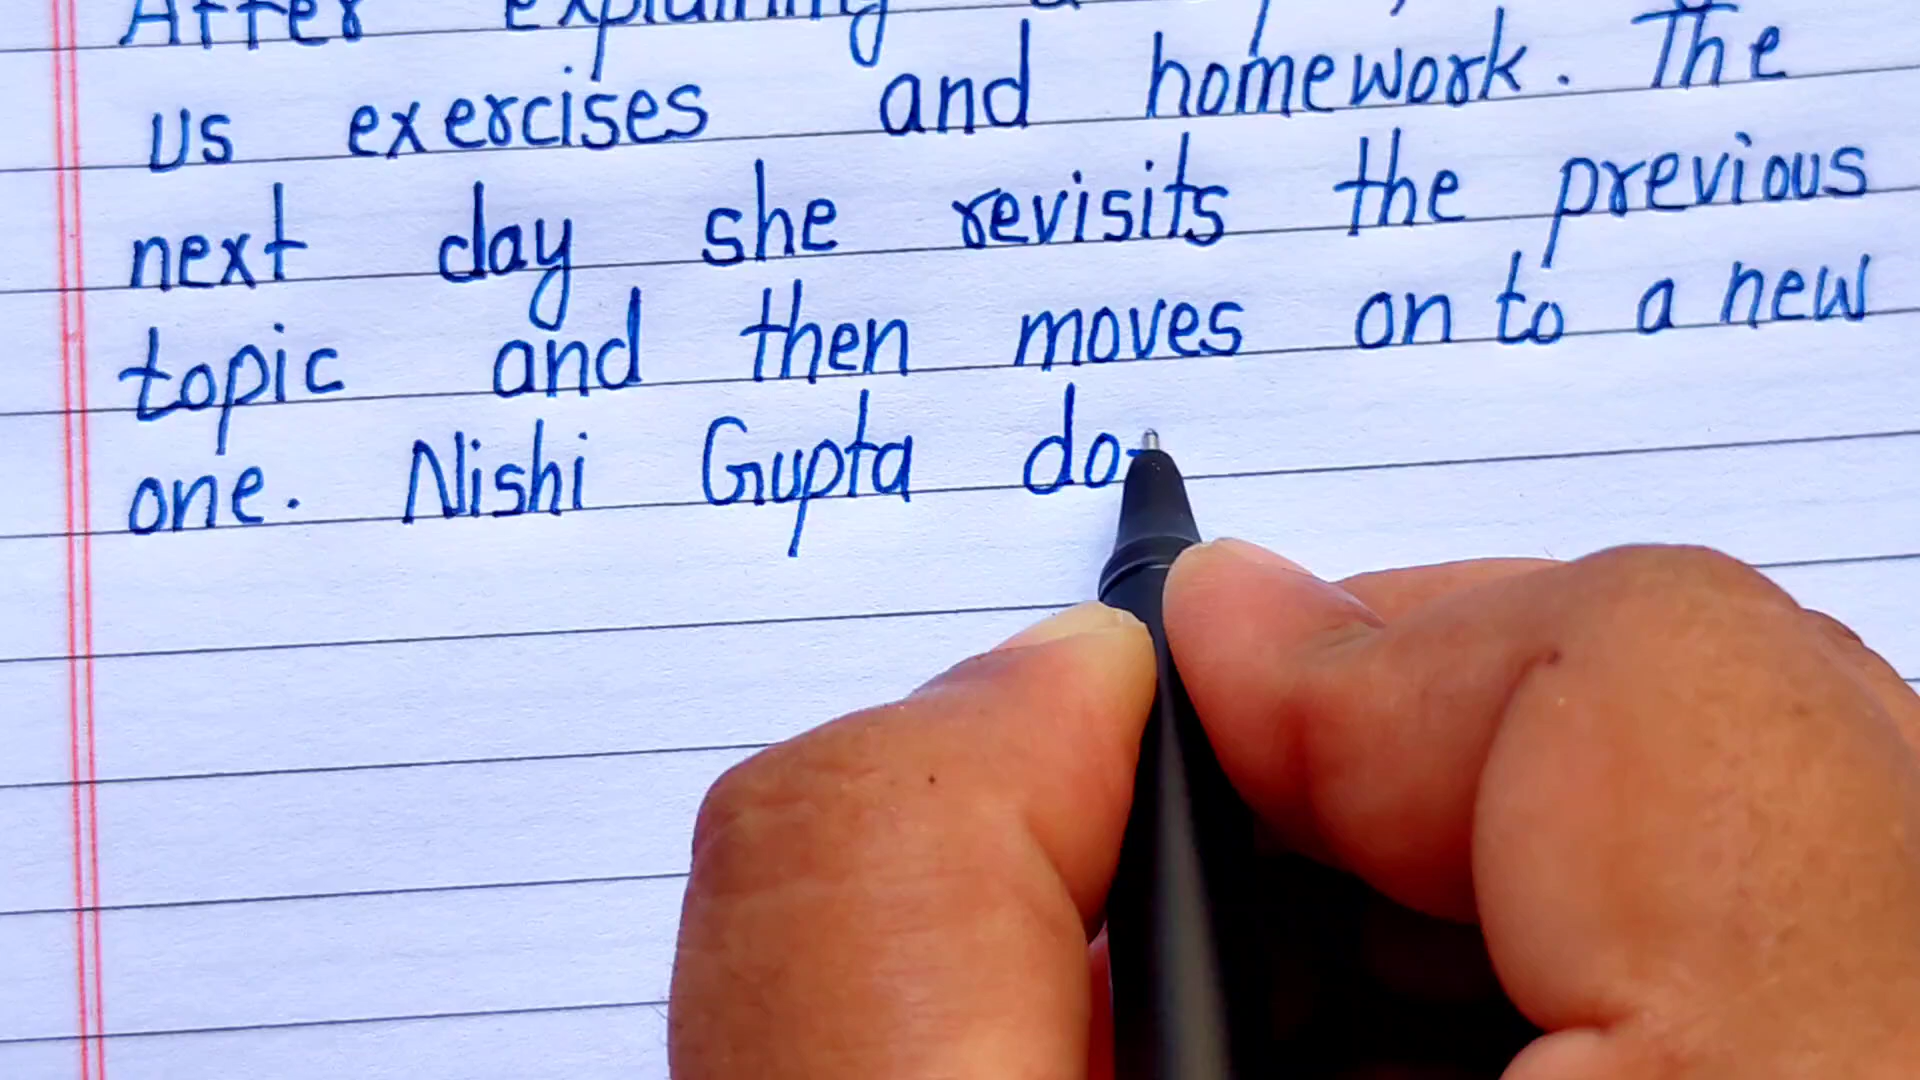 After explaining a
us exercises and homework. The
next day she revisits the previous
topic and then moves on to a new
one. Nishi Gupta do